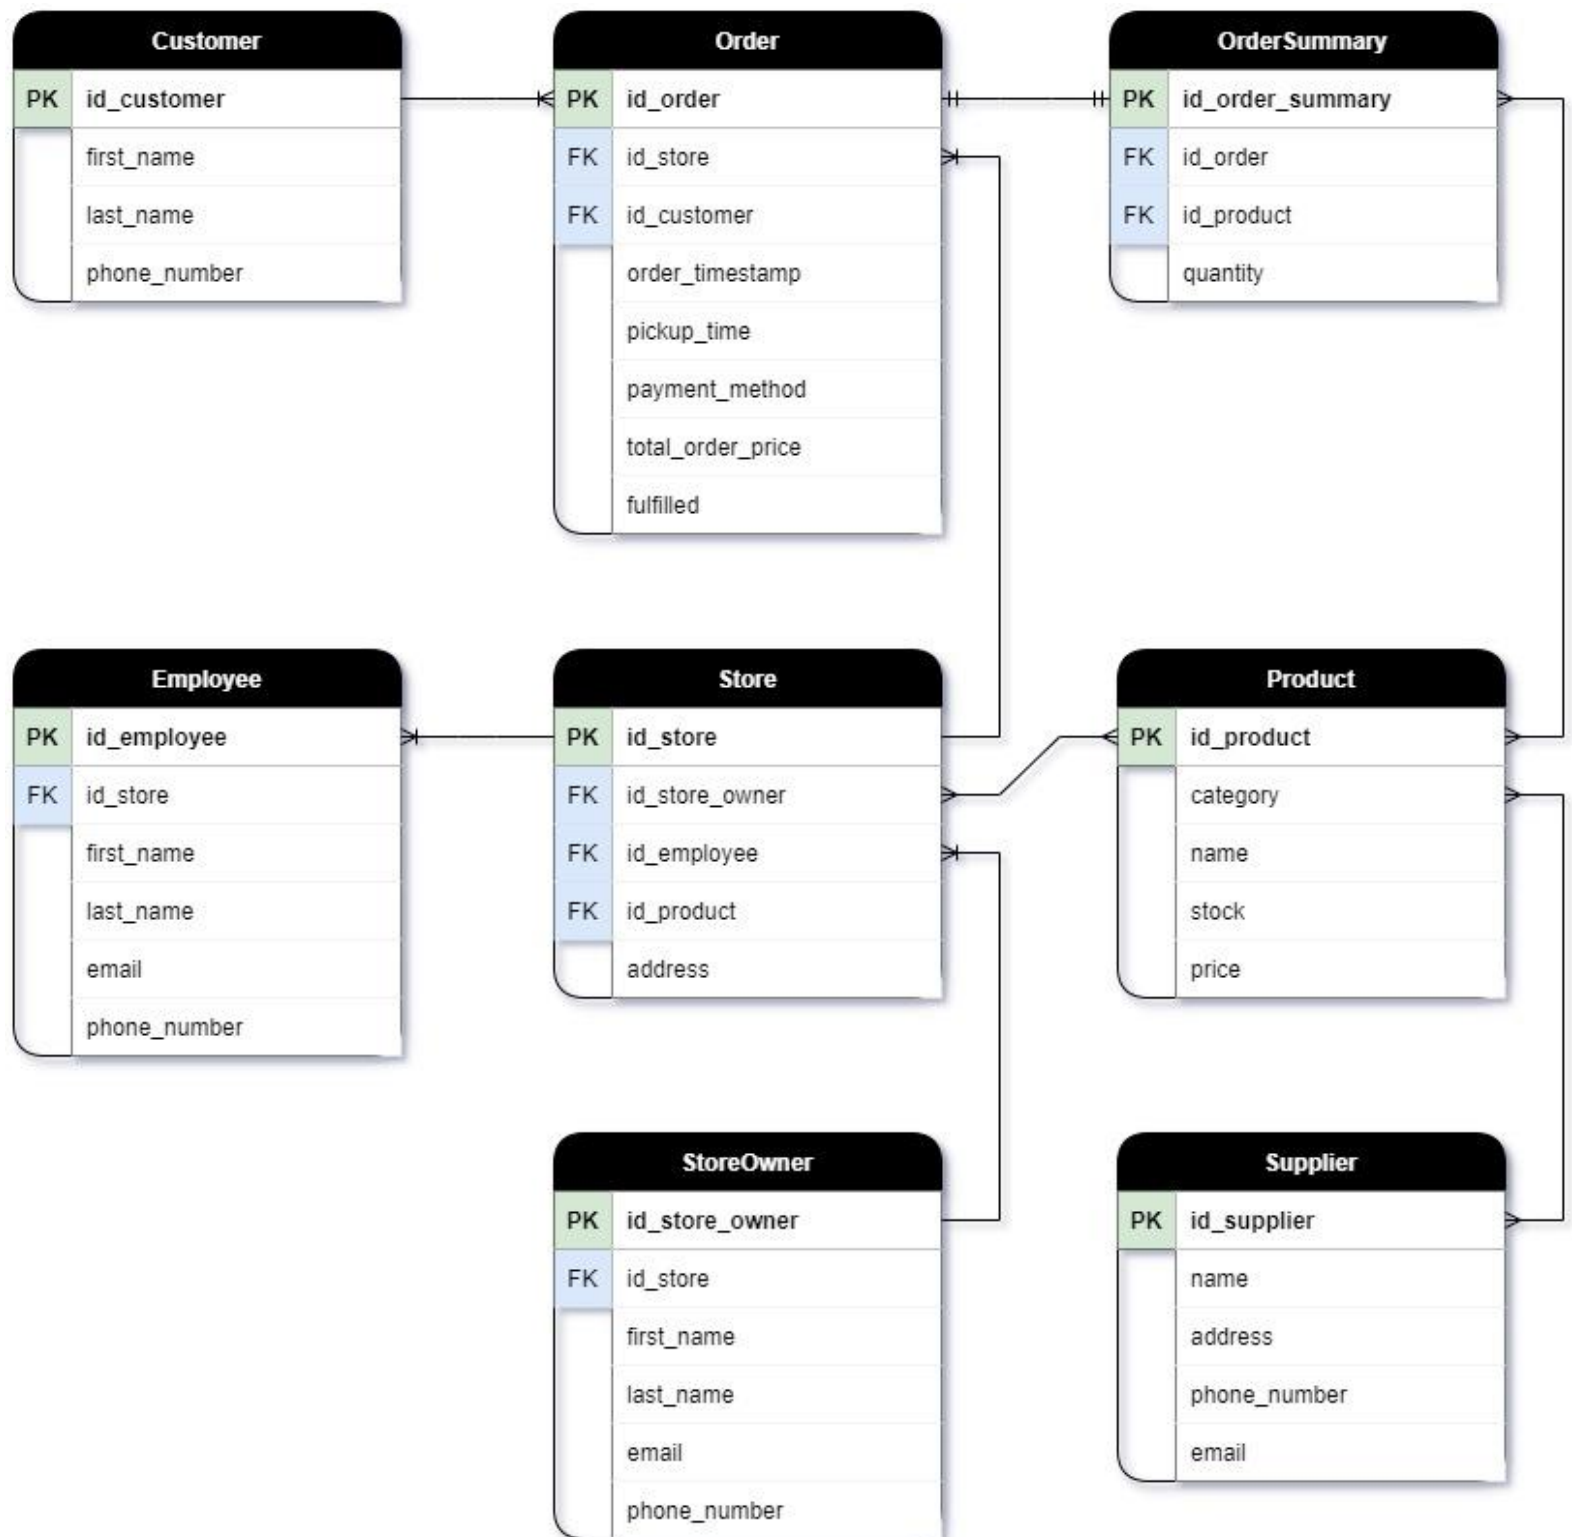 Customer
PK id_customer
first_name
last_name
phone_number
Order
PK id_order
FK id_store
FK id_customer
order_timestamp
pickup_time
payment_method
total_order_price
fulfilled
OrderSummary
PK id_order_summary
FK id_order
FK id_product
quantity
Employee
PK id_employee
FK id_store
first_name
last_name
email
phone_number
Store
PK id_store
FK id_store_owner
FK id_employee
FK id_product
address
Product
PK id_product
category
name
stock
price
StoreOwner
PK id_store_owner
FK id_store
first_name
last_name
email
phone_number
Supplier
PK id_supplier
name
address
phone_number
email